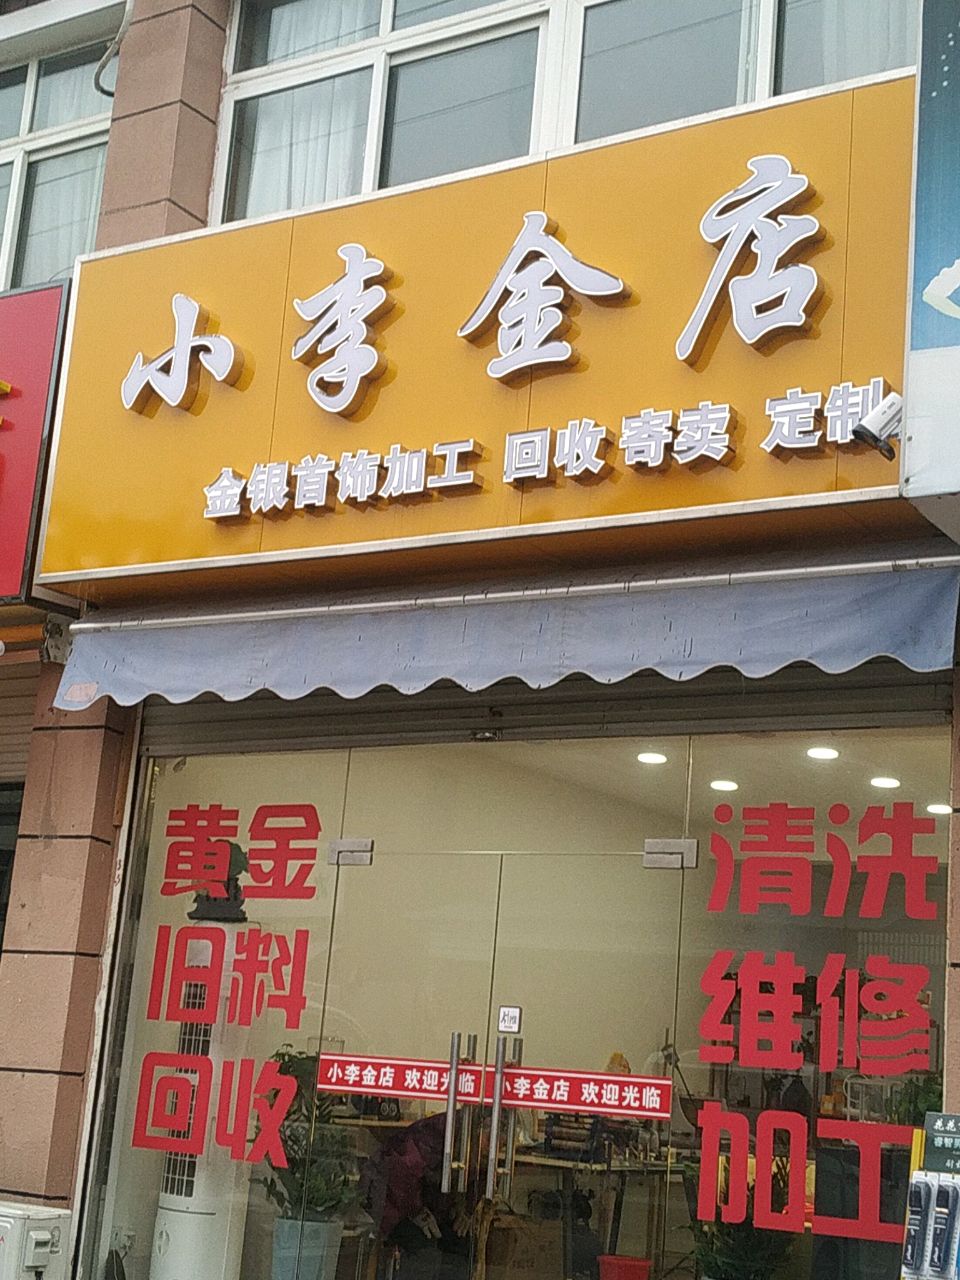 小李金店
金银首饰加工 回收寄卖 定制
黄金
旧料
回收
清洗
维修
加工
小李金店 欢迎光临
小李金店 欢迎光临